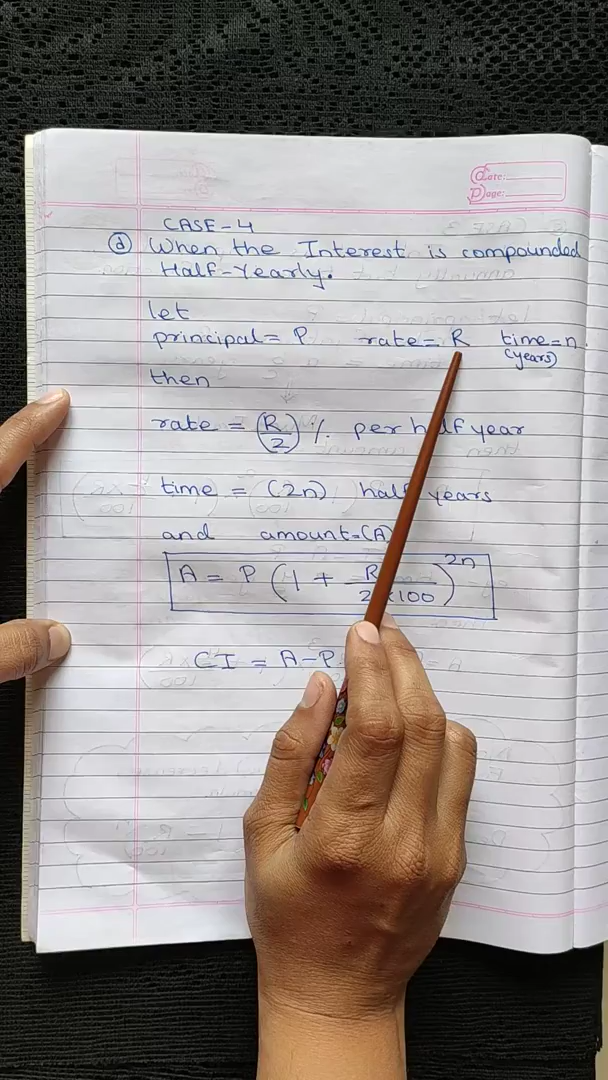 Date:
Page:
CASE-4
(d) When the Interest is compounded
Half-Yearly.
let
principal = P rate = R time = n
(years)
then
rate = (R/2) % per half year
time = (2n) half years
and amount = (A)
A = P (1 + R/2×100)^2n
CI = A-P